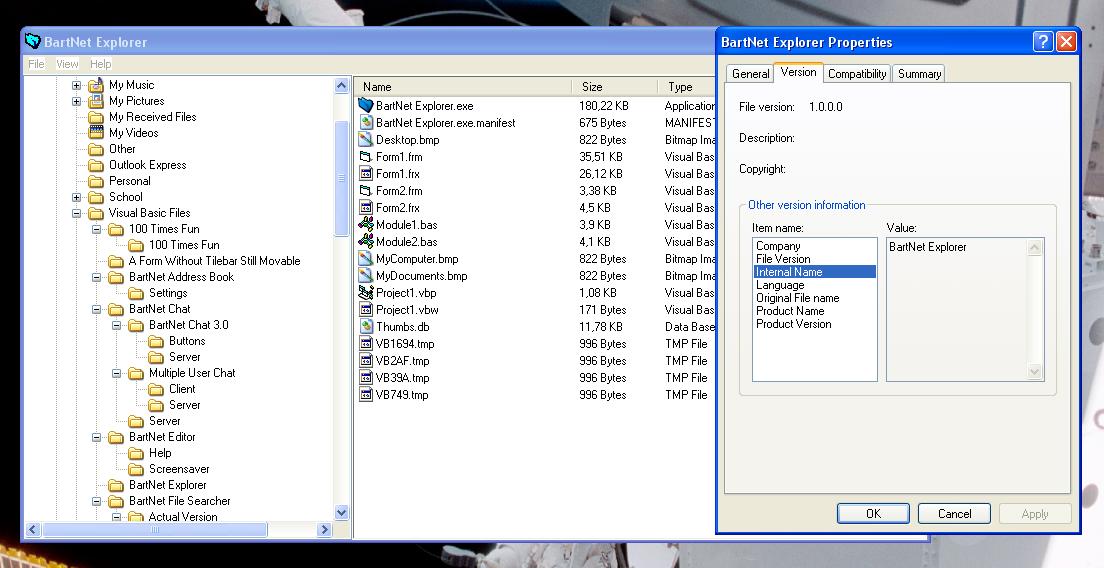 BartNet Explorer
File View Help
My Music
My Pictures
My Received Files
My Videos
Other
Outlook Express
Personal
School
Visual Basic Files
100 Times Fun
100 Times Fun
A Form Without Tilebar Still Movable
BartNet Address Book
Settings
BartNet Chat
BartNet Chat 3.0
Buttons
Server
Multiple User Chat
Client
Server
Server
BartNet Editor
Help
Screensaver
BartNet Explorer
BartNet File Searcher
Actual Version
Name Size Type
BartNet Explorer.exe 180,22 KB Application
BartNet Explorer.exe.manifest 675 Bytes MANIFEST
Desktop.bmp 822 Bytes Bitmap Ima
Form1.frm 35,51 KB Visual Bas
Form1.frx 26,12 KB Visual Bas
Form2.frm 3,38 KB Visual Bas
Form2.frx 4,5 KB Visual Bas
Module1.bas 3,9 KB Visual Bas
Module2.bas 4,1 KB Visual Bas
MyComputer.bmp 822 Bytes Bitmap Ima
MyDocuments.bmp 822 Bytes Bitmap Ima
Project1.vbp 1,08 KB Visual Bas
Project1.vbw 171 Bytes Visual Bas
Thumbs.db 11,78 KB Data Base
VB1694.tmp 996 Bytes TMP File
VB2AF.tmp 996 Bytes TMP File
VB39A.tmp 996 Bytes TMP File
VB749.tmp 996 Bytes TMP File
BartNet Explorer Properties
General Version Compatibility Summary
File version: 1.0.0.0
Description:
Copyright:
Other version information
Item name: Value:
Company
File Version
Internal Name
Language
Original File name
Product Name
Product Version
BartNet Explorer
OK Cancel Apply